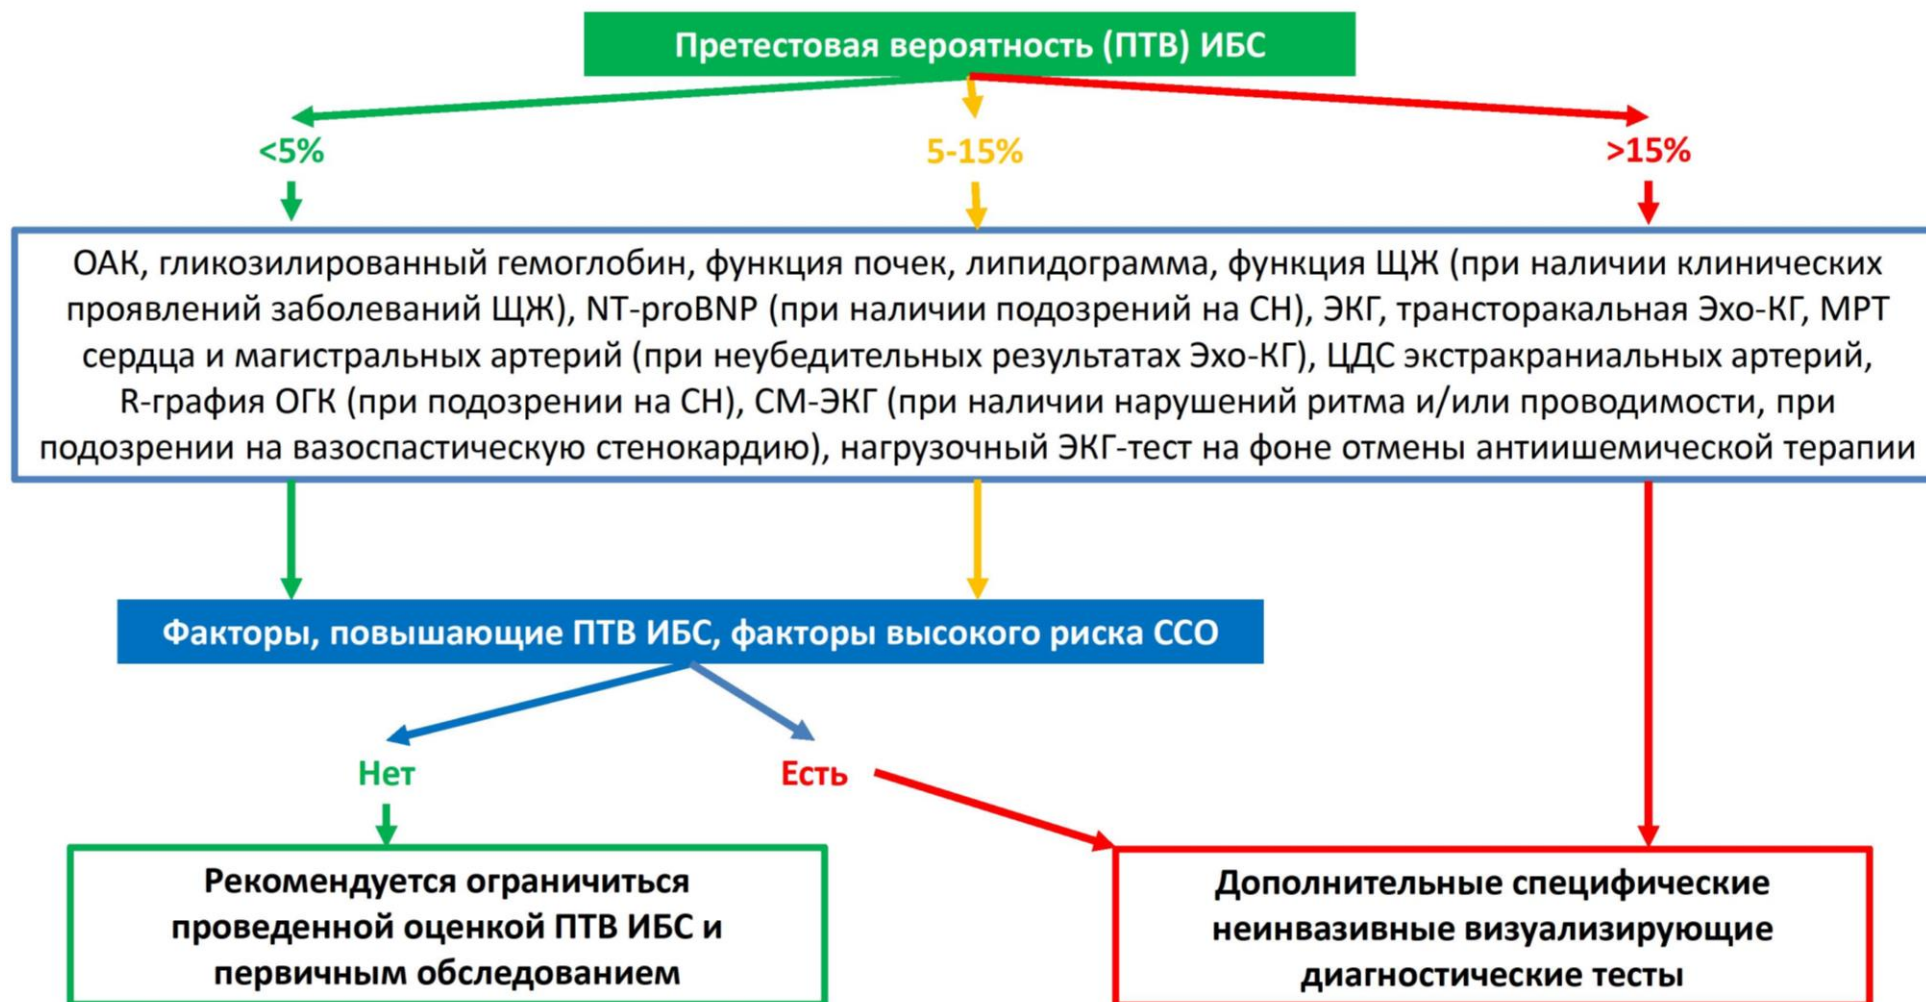 Претестовая вероятность (ПТВ) ИБС
<5%
5-15%
>15%
ОАК, гликозилированный гемоглобин, функция почек, липидограмма, функция ЩЖ (при наличии клинических
проявлений заболеваний ЩЖ), NT-proBNP (при наличии подозрений на СН), ЭКГ, трансторакальная Эхо-КГ, МРТ
сердца и магистральных артерий (при неубедительных результатах Эхо-КГ), ЦДС экстракраниальных артерий,
R-графия ОГК (при подозрении на СН), СМ-ЭКГ (при наличии нарушений ритма и/или проводимости, при
подозрении на вазоспастическую стенокардию), нагрузочный ЭКГ-тест на фоне отмены антиишемической терапии
Факторы, повышающие ПТВ ИБС, факторы высокого риска ССО
Нет
Есть
Рекомендуется ограничиться
проведенной оценкой ПТВ ИБС и
первичным обследованием
Дополнительные специфические
неинвазивные визуализирующие
диагностические тесты